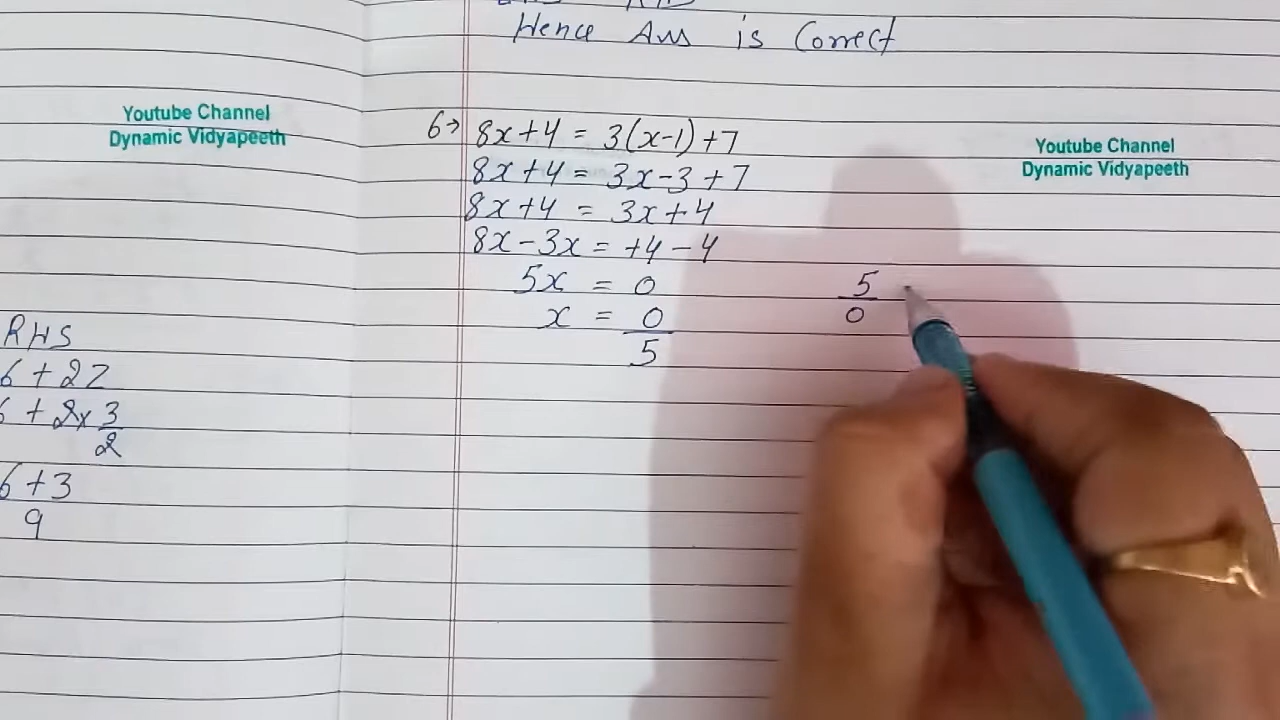 Hence Ans is Correct
Youtube Channel
Dynamic Vidyapeeth
Youtube Channel
Dynamic Vidyapeeth
6→ 8x+4 = 3(x-1)+7
8x+4 = 3x-3+7
8x+4 = 3x+4
8x-3x = +4-4
5x = 0
x = 0/5
5/0
RHS
6+2z
6 + 2x 3/2
6+3
9